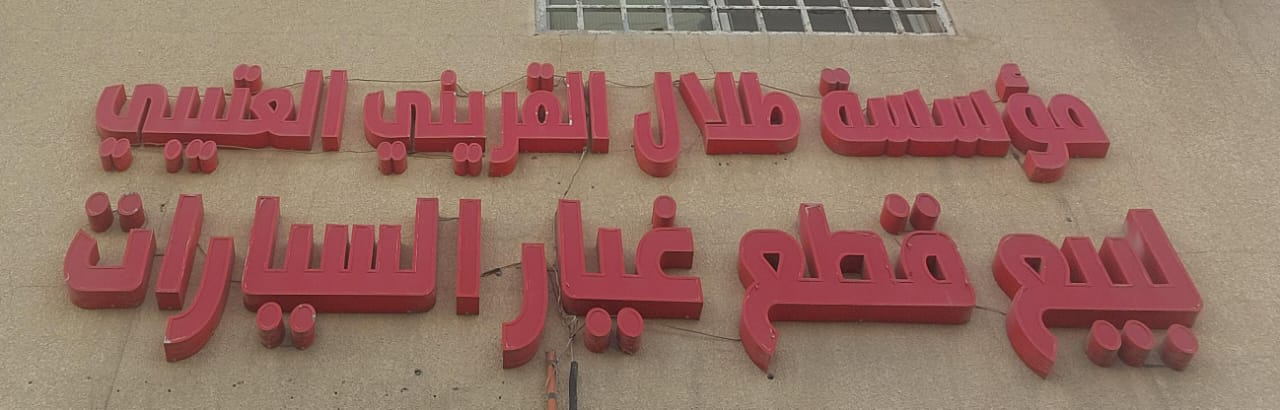 مؤسسة طلال القريني العتيبي
لبيع قطع غيار السيارات